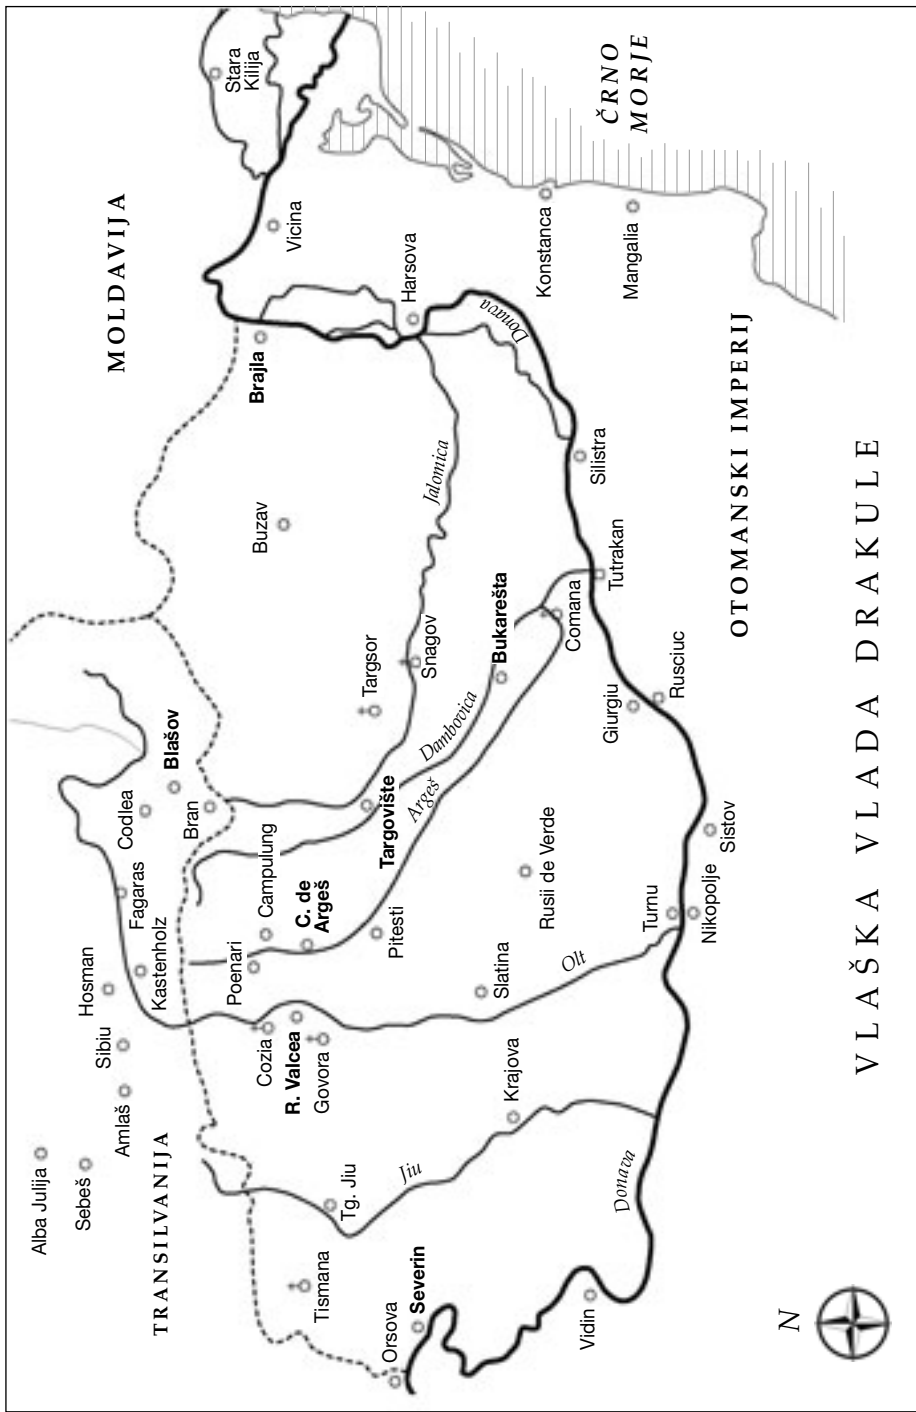 MOLDAVIJA
Stara
Kilija
Vicina
ČRNO
MORJE
Brajla
Harsova
Konstanca
Mangalia
Donava
Buzav
Jalomica
Silistra
OTOMANSKI IMPERIJ
Alba Julija
Sebeš
Amlaš
Sibiu
Hosman
Kastenholz
Fagaras
Codlea
Blašov
Bran
TRANSILVANIJA
Targsor
Snagov
Bukarešta
Comana
Tutrakan
Dambovica
Argeš
Targovište
Campulung
C. de
Argeš
Poenari
Pitesti
Cozia
R. Valcea
Govora
Slatina
Olt
Rusii de Verde
Giurgiu
Rusciuc
Sistov
Turnu
Nikopolje
Tismana
Tg. Jiu
Jiu
Krajova
Orsova
Severin
Vidin
Donava
N
VLAŠKA VLADA DRAKULE